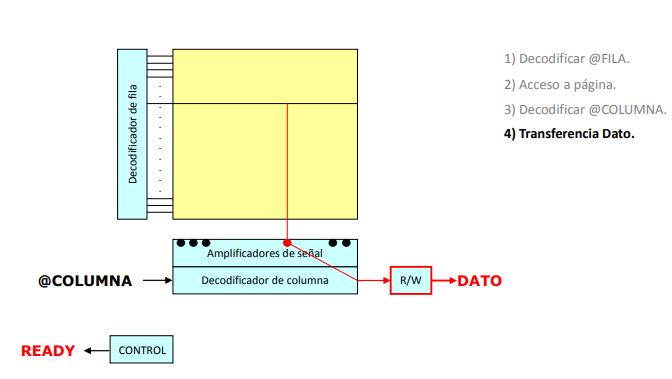 Decodificador de fila
1) Decodificar @FILA.
2) Acceso a página.
3) Decodificar @COLUMNA.
4) Transferencia Dato.
Amplificadores de señal
@COLUMNA
Decodificador de columna
R/W
DATO
READY
CONTROL